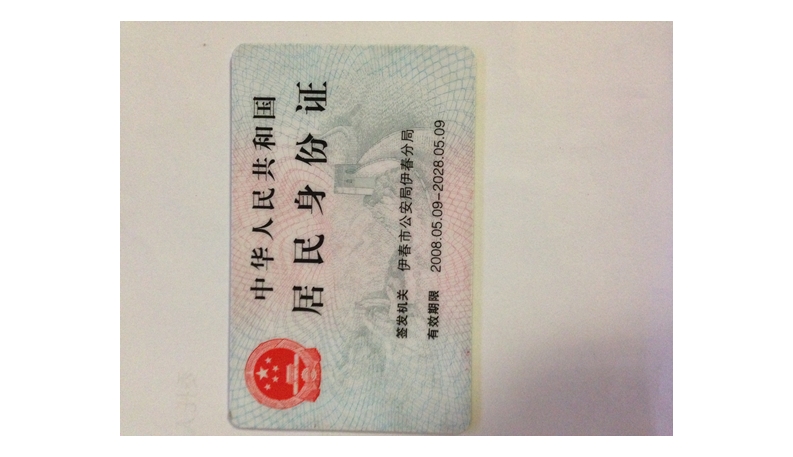 中华人民共和国
居民身份证
签发机关 伊春市公安局伊春分局
有效期限 2008.05.09-2028.05.09